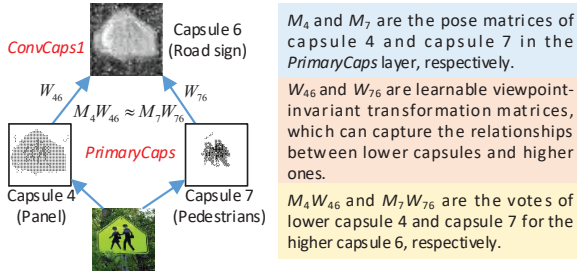 ConvCaps1
Capsule 6
(Road sign)
W46
W76
M4W46 ≈ M7W76
PrimaryCaps
Capsule 4
(Panel)
Capsule 7
(Pedestrians)
M4 and M7 are the pose matrices of
capsule 4 and capsule 7 in the
PrimaryCaps layer, respectively.
W46 and W76 are learnable viewpoint-
invariant transformation matrices,
which can capture the relationships
between lower capsules and higher
ones.
M4W46 and M7W76 are the votes of
lower capsule 4 and capsule 7 for the
higher capsule 6, respectively.